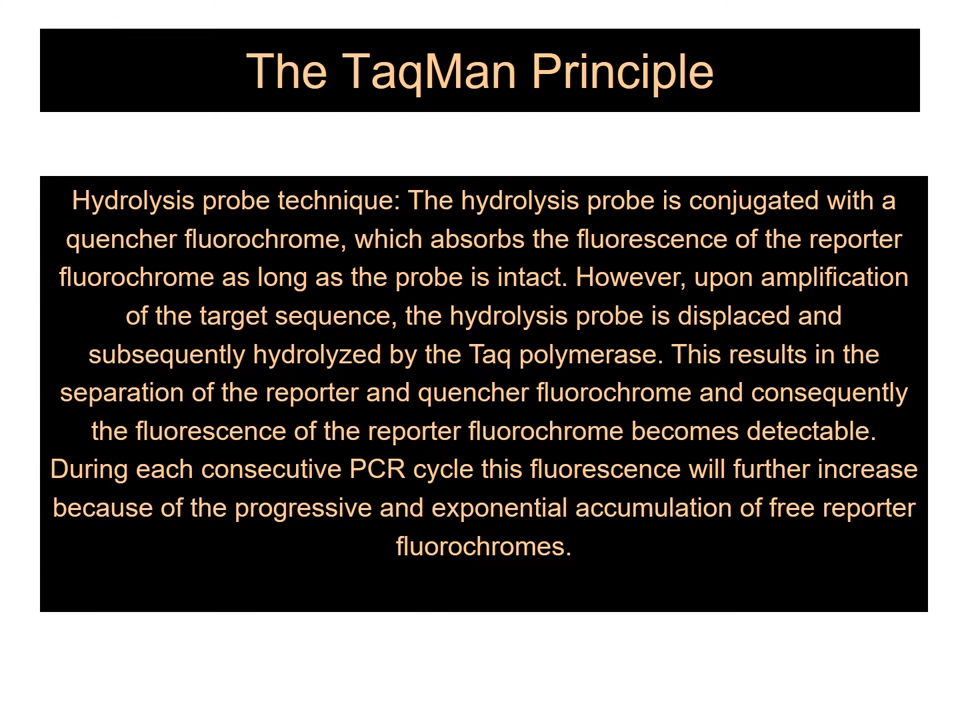 The TaqMan Principle
Hydrolysis probe technique: The hydrolysis probe is conjugated with a
quencher fluorochrome, which absorbs the fluorescence of the reporter
fluorochrome as long as the probe is intact. However, upon amplification
of the target sequence, the hydrolysis probe is displaced and
subsequently hydrolyzed by the Taq polymerase. This results in the
separation of the reporter and quencher fluorochrome and consequently
the fluorescence of the reporter fluorochrome becomes detectable.
During each consecutive PCR cycle this fluorescence will further increase
because of the progressive and exponential accumulation of free reporter
fluorochromes.